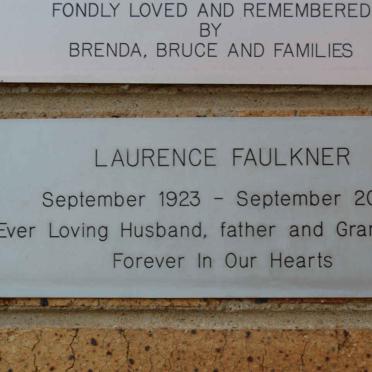 FONDLY LOVED AND REMEMBERED
BY
BRENDA, BRUCE AND FAMILIES
LAURENCE FAULKNER
September 1923 – September
Ever Loving Husband, father and
Forever In Our Hearts